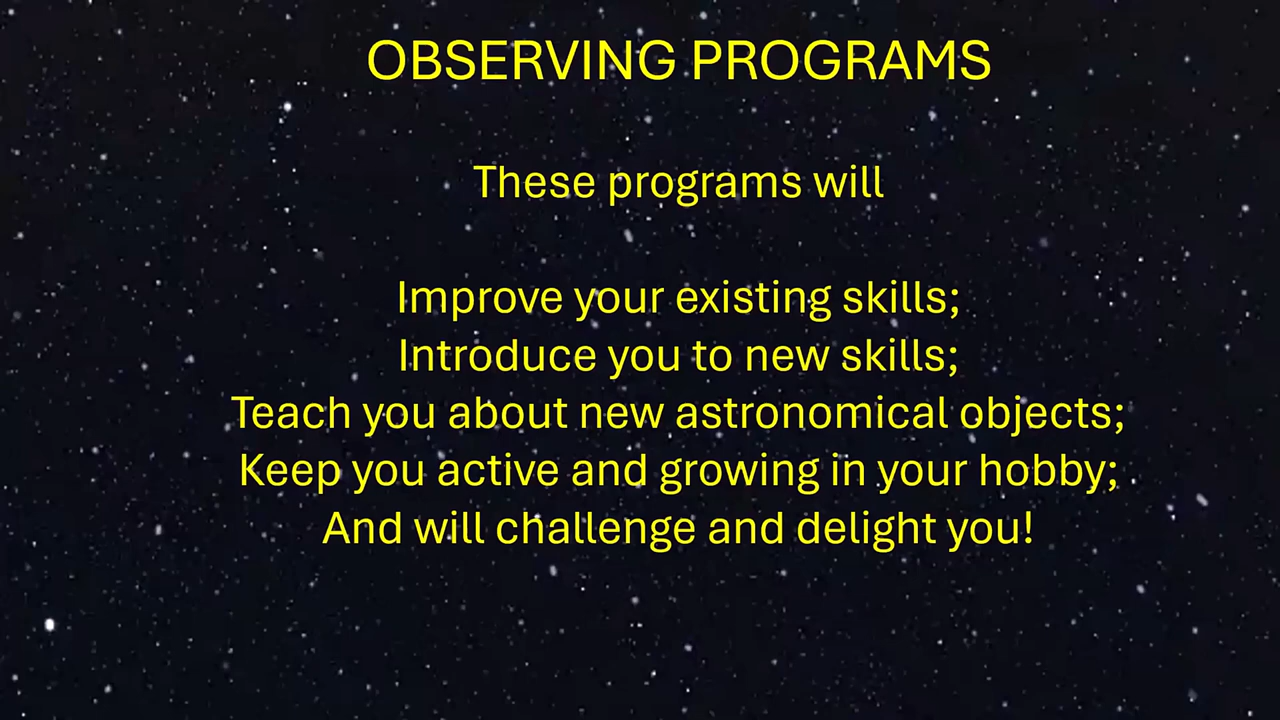 OBSERVING PROGRAMS
These programs will
Improve your existing skills;
Introduce you to new skills;
Teach you about new astronomical objects;
Keep you active and growing in your hobby;
And will challenge and delight you!